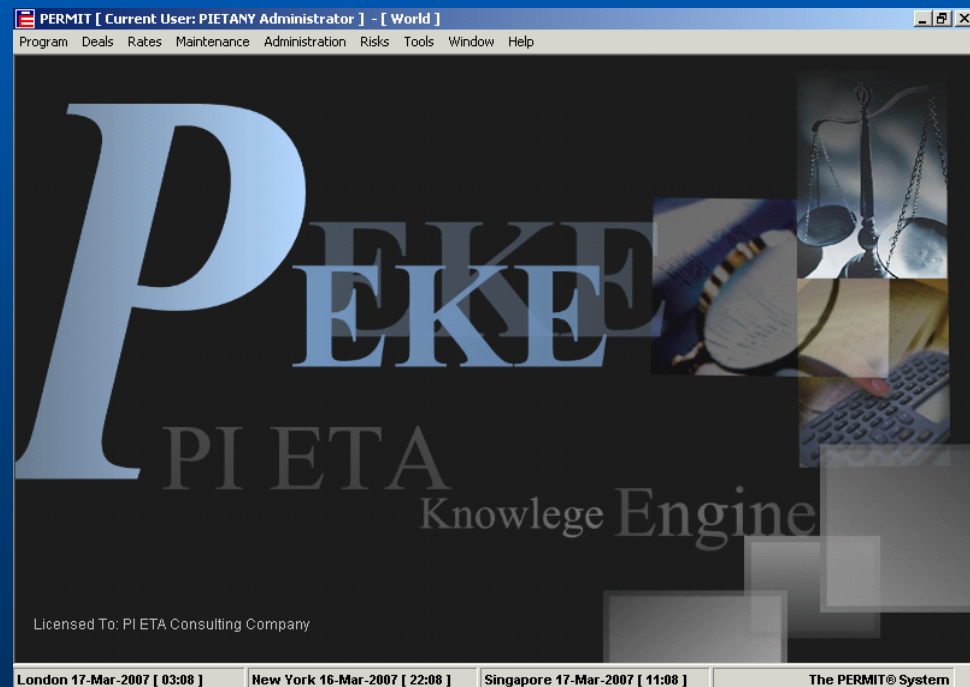 PERMIT [ Current User: PIETANY Administrator ] - [ World ]
Program Deals Rates Maintenance Administration Risks Tools Window Help
PEKE
EKE
PI ETA
Knowlege Engine
Licensed To: PI ETA Consulting Company
London 17-Mar-2007 [ 03:08 ] New York 16-Mar-2007 [ 22:08 ] Singapore 17-Mar-2007 [ 11:08 ] The PERMIT® System